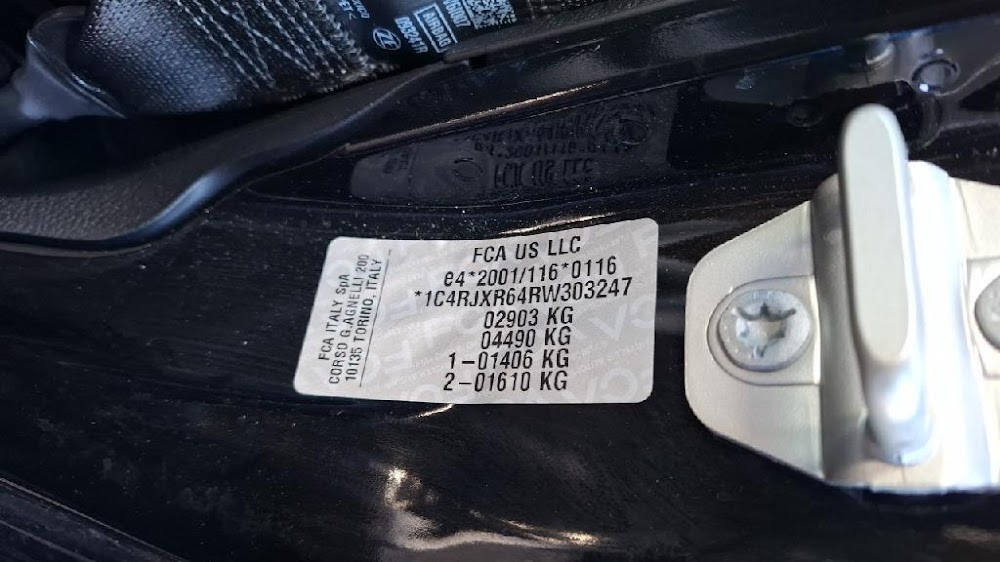 AIRBAG
FCA ITALY SpA
CORSO G.AGNELLI 200
10135 TORINO, ITALY
FCA US LLC
e4*2001/116*0116
*1C4RJXR64RW303247
02903 KG
04490 KG
1-01406 KG
2-01610 KG